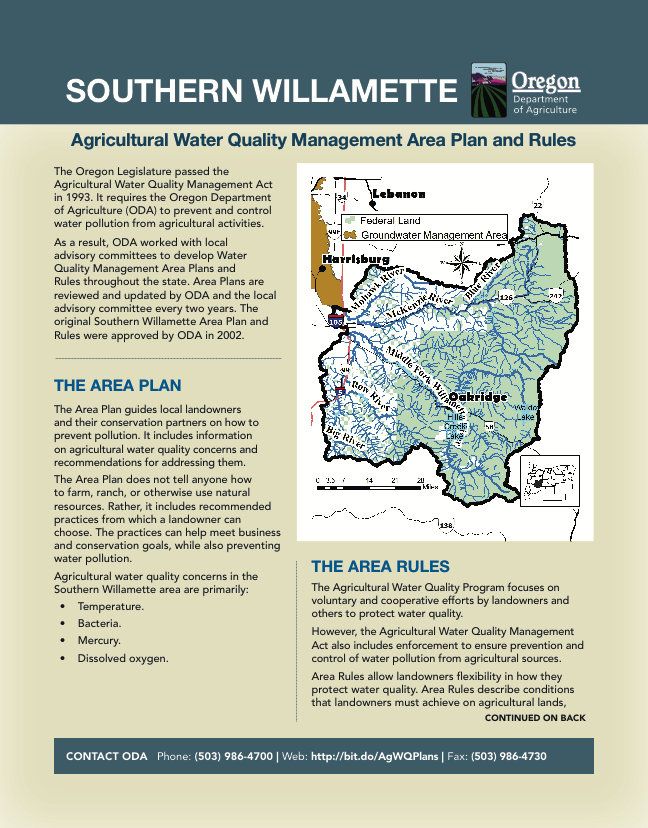 SOUTHERN WILLAMETTE
Oregon
Department
of Agriculture
Agricultural Water Quality Management Area Plan and Rules
The Oregon Legislature passed the
Agricultural Water Quality Management Act
in 1993. It requires the Oregon Department
of Agriculture (ODA) to prevent and control
water pollution from agricultural activities.
As a result, ODA worked with local
advisory committees to develop Water
Quality Management Area Plans and
Rules throughout the state. Area Plans are
reviewed and updated by ODA and the local
advisory committee every two years. The
original Southern Willamette Area Plan and
Rules were approved by ODA in 2002.
THE AREA PLAN
The Area Plan guides local landowners
and their conservation partners on how to
prevent pollution. It includes information
on agricultural water quality concerns and
recommendations for addressing them.
The Area Plan does not tell anyone how
to farm, ranch, or otherwise use natural
resources. Rather, it includes recommended
practices from which a landowner can
choose. The practices can help meet business
and conservation goals, while also preventing
water pollution.
Agricultural water quality concerns in the
Southern Willamette area are primarily:
• Temperature.
• Bacteria.
• Mercury.
• Dissolved oxygen.
34
Lebanon
22
Federal Land
Groundwater Management Area
Harrisburg
Mohawk River
McKenzie River
Blue River
126
242
99
Middle Fork Willamette
Row River
Oakridge
Waldo
Lake
Hills
Creek
Lake
58
Big River
0 3.5 7 14 21 28
Miles
138
THE AREA RULES
The Agricultural Water Quality Program focuses on
voluntary and cooperative efforts by landowners and
others to protect water quality.
However, the Agricultural Water Quality Management
Act also includes enforcement to ensure prevention and
control of water pollution from agricultural sources.
Area Rules allow landowners flexibility in how they
protect water quality. Area Rules describe conditions
that landowners must achieve on agricultural lands,
CONTINUED ON BACK
CONTACT ODA Phone: (503) 986-4700 | Web: http://bit.do/AgWQPlans | Fax: (503) 986-4730